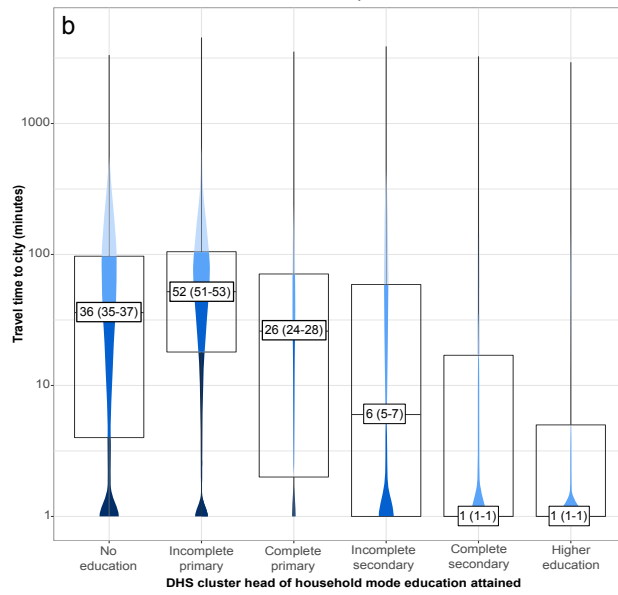 b
Travel time to city (minutes)
1000
100
10
1
36 (35-37)
52 (51-53)
26 (24-28)
6 (5-7)
1 (1-1)
1 (1-1)
No
education
Incomplete
primary
Complete
primary
Incomplete
secondary
Complete
secondary
Higher
education
DHS cluster head of household mode education attained